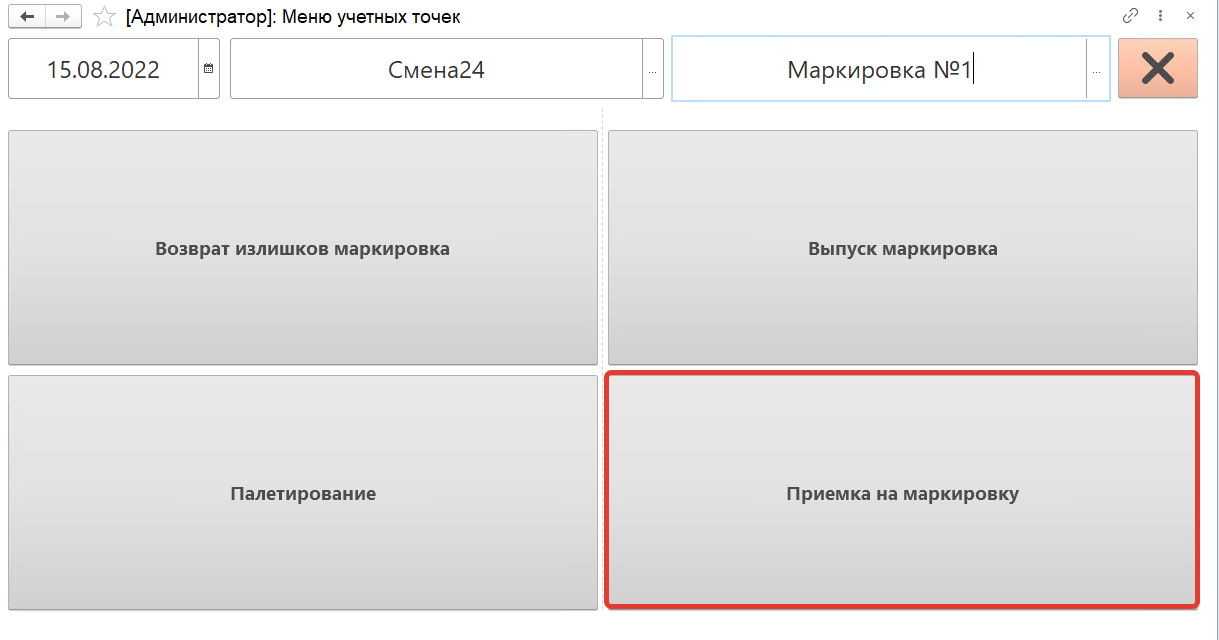 [Администратор]: Меню учетных точек
15.08.2022
Смена24
...
Маркировка №1
...
Возврат излишков маркировка
Выпуск маркировка
Палетирование
Приемка на маркировку